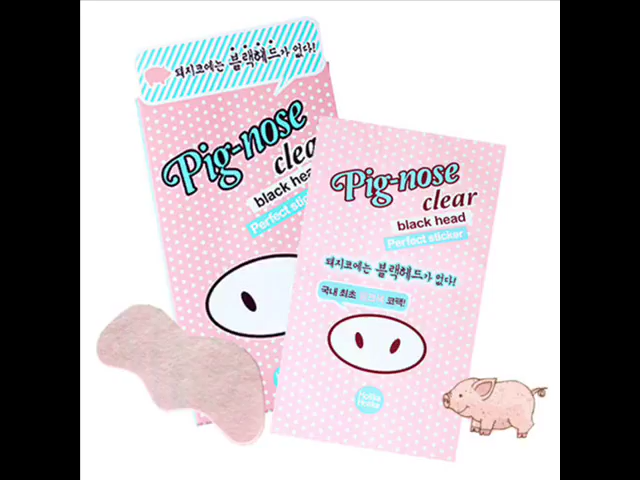 돼지코에는 블랙헤드가 없다!
Pig-nose
clear
black head
Perfect
Pig-nose
clear
black head
Perfect sticker
돼지코에는 블랙헤드가 없다!
국내 최초 코팩!
Holika
Holika